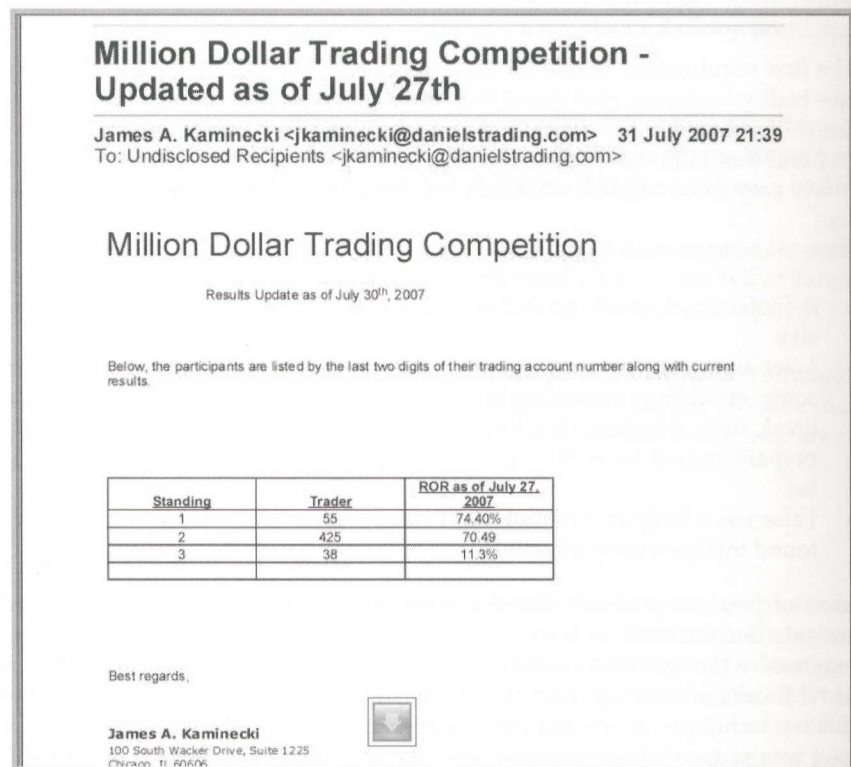 Million Dollar Trading Competition -
Updated as of July 27th
James A. Kaminecki <jkaminecki@danielstrading.com> 31 July 2007 21:39
To: Undisclosed Recipients <jkaminecki@danielstrading.com>
Million Dollar Trading Competition
Results Update as of July 30th, 2007
Below, the participants are listed by the last two digits of their trading account number along with current
results.
Standing Trader ROR as of July 27, 2007
1 55 74.40%
2 425 70.49
3 38 11.3%
Best regards,
James A. Kaminecki
100 South Wacker Drive, Suite 1225
Chicago, IL 60606